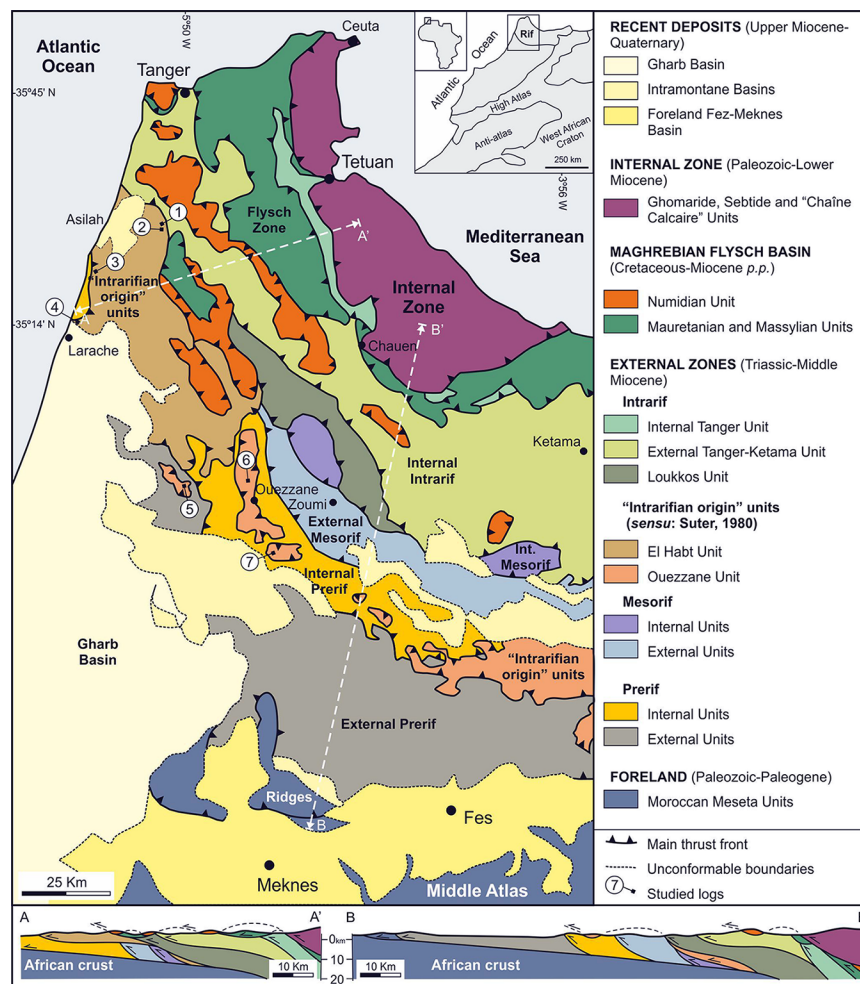 Atlantic
Ocean
5°50 W
Ceuta
Tanger
35°45' N
Rif
Atlantic
Ocean
High Atlas
Anti-atlas
West African
Craton
250 km
Tetuan
3°56 W
Asilah
1
2
Flysch
Zone
A'
Mediterranean
Sea
3
"Intrarifian
origin"
units
Internal
Zone
4
A
B'
35°14' N
Larache
Chauen
Ketama
Internal
Intrarif
6
Ouezzane
Zoumi
5
External
Mesorif
Int.
Mesorif
7
Internal
Prerif
Gharb
Basin
"Intrarifian
origin" units
External Prerif
Ridges
B
Fes
Meknes
25 Km
Middle Atlas
RECENT DEPOSITS (Upper Miocene-
Quaternary)
Gharb Basin
Intramontane Basins
Foreland Fez-Meknes
Basin
INTERNAL ZONE (Paleozoic-Lower
Miocene)
Ghomaride, Sebtide and "Chaîne
Calcaire" Units
MAGHREBIAN FLYSCH BASIN
(Cretaceous-Miocene p.p.)
Numidian Unit
Mauretanian and Massylian Units
EXTERNAL ZONES (Triassic-Middle
Miocene)
Intrarif
Internal Tanger Unit
External Tanger-Ketama Unit
Loukkos Unit
"Intrarifian origin" units
(sensu: Suter, 1980)
El Habt Unit
Ouezzane Unit
Mesorif
Internal Units
External Units
Prerif
Internal Units
External Units
FORELAND (Paleozoic-Paleogene)
Moroccan Meseta Units
Main thrust front
Unconformable boundaries
7
Studied logs
A
A'
B
0km
10
20
African crust
10 Km
10 Km
African crust